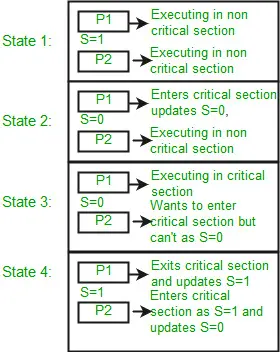 State 1:
P1
Executing in non
critical section
S=1
P2
Executing in non
critical section
State 2:
P1
Enters critical section
updates S=0,
S=0
P2
Executing in non
critical section
State 3:
P1
Executing in critical
section
S=0
P2
Wants to enter
critical section but
can't as S=0
State 4:
P1
Exits critical section
and updates S=1
S=1
P2
Enters critical
section as S=1 and
updates S=0